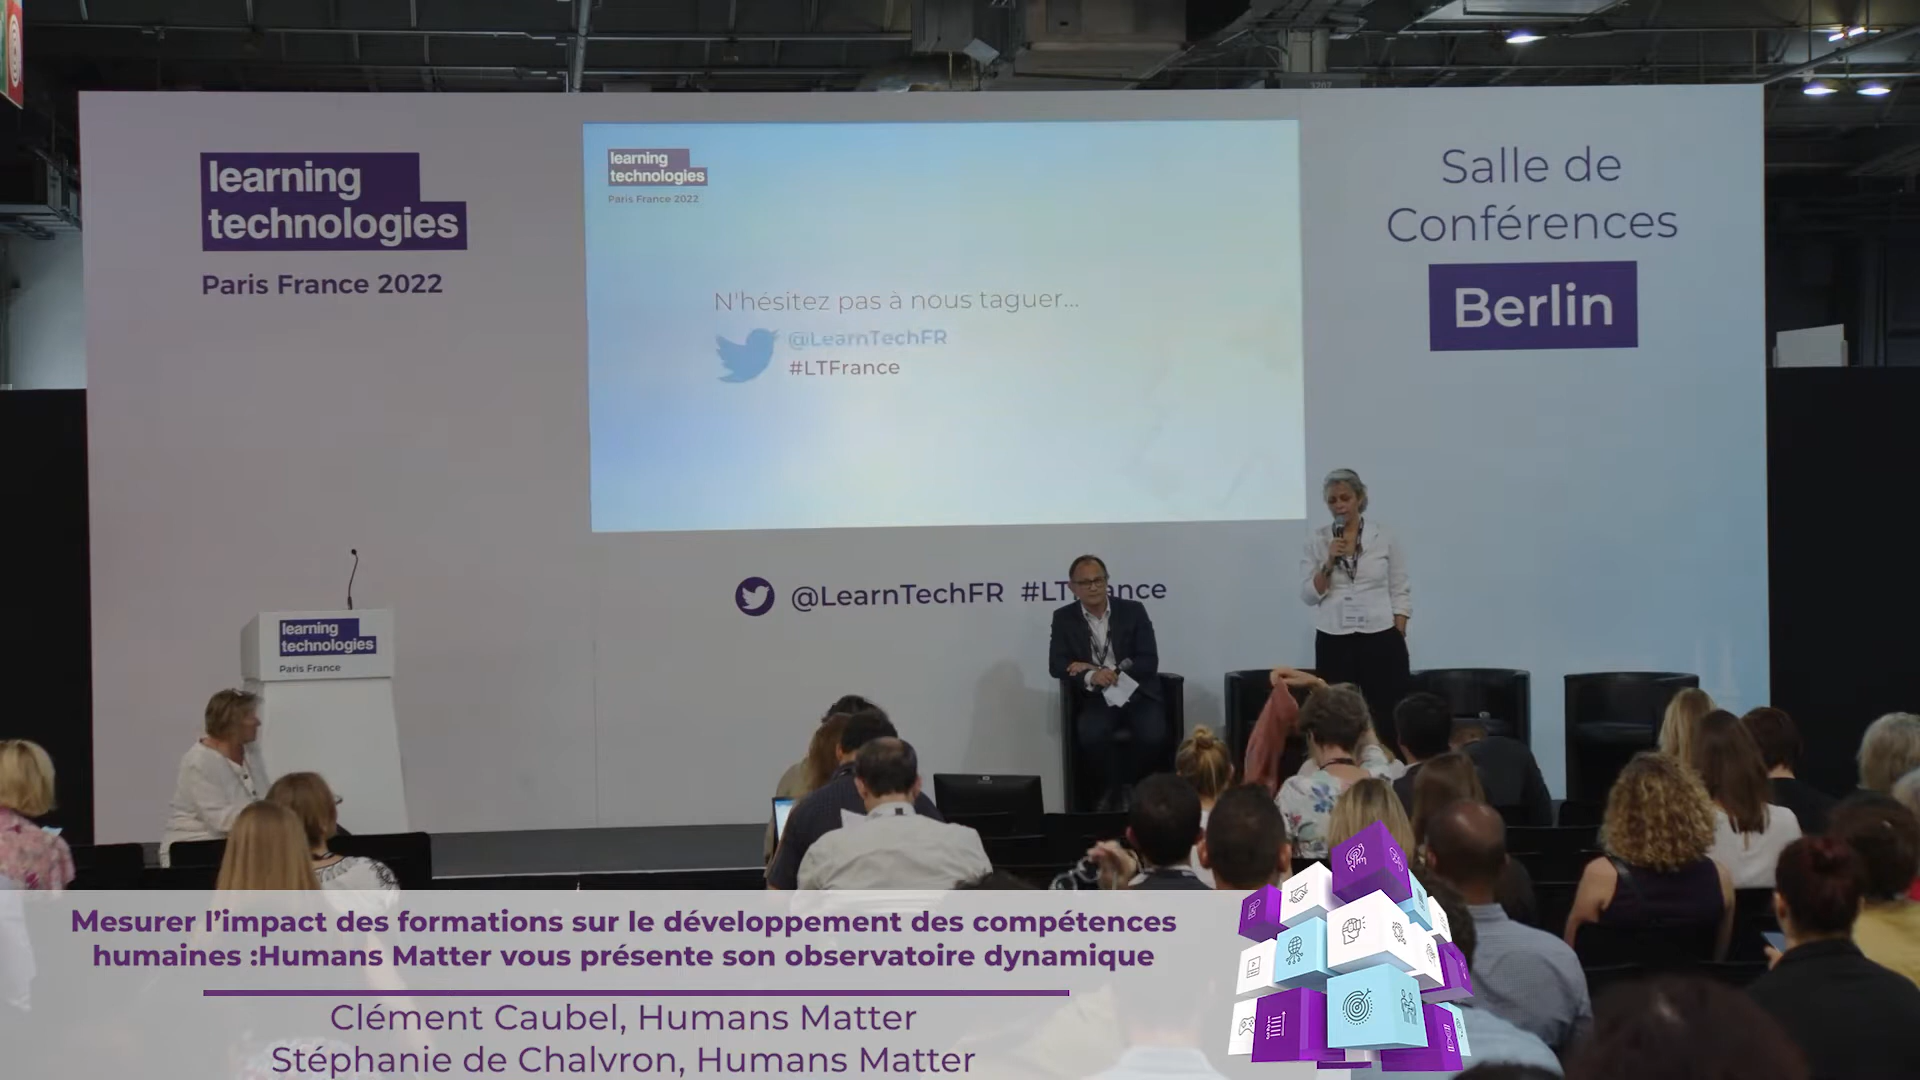 learning
technologies
Paris France 2022
learning
technologies
Paris France 2022
N'hésitez pas à nous taguer...
@LearnTechFR
#LTFrance
Salle de
Conférences
Berlin
@LearnTechFR #LT ance
learning
technologies
Paris France
Mesurer l'impact des formations sur le développement des compétences
humaines :Humans Matter vous présente son observatoire dynamique
Clément Caubel, Humans Matter
Stéphanie de Chalvron, Humans Matter